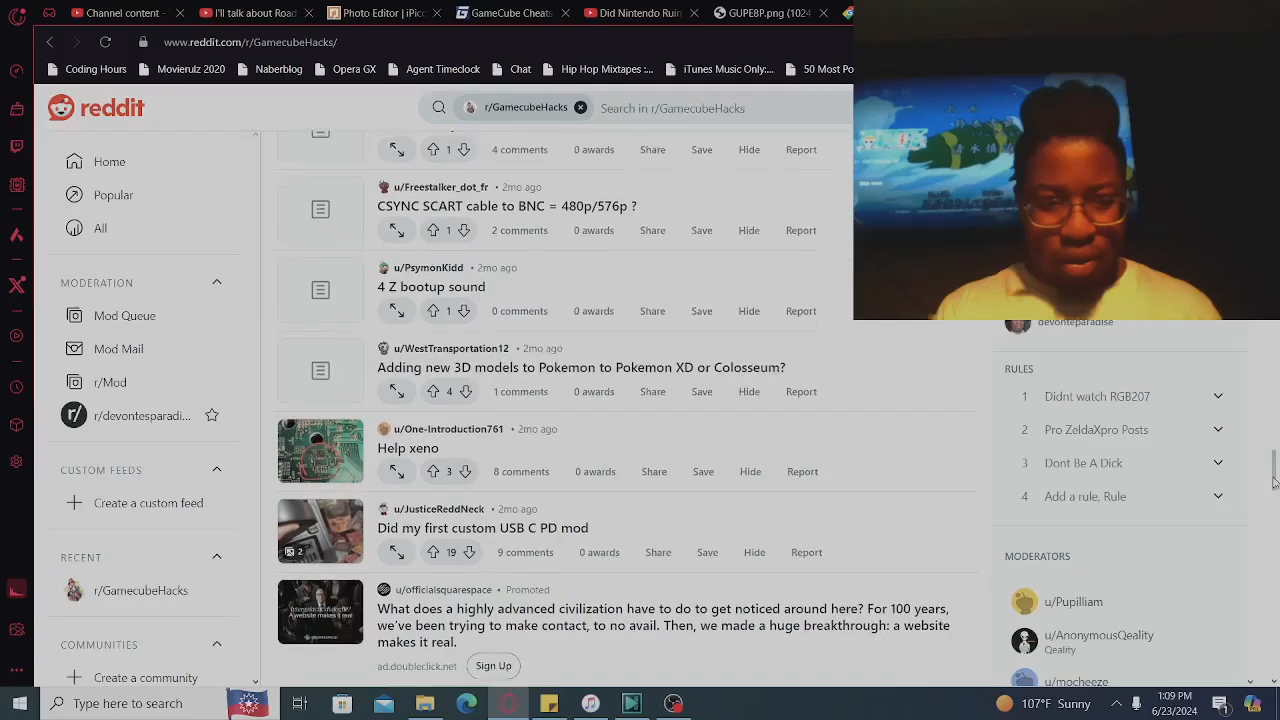 Content current -
I'll talk about Rad
Photo Editor | iPicc
GameCube Cheats,
Did Nintendo Ruin
GUPE8P.png (1024
www.reddit.com/r/GamecubeHacks/
Coding Hours
Movierulz 2020
Naberblog
Opera GX
Agent Timeclock
Chat
Hip Hop Mixtapes :...
iTunes Music Only:...
50 Most Po
reddit
r/GamecubeHacks
Search in r/GamecubeHacks
Home
Popular
All
MODERATION
Mod Queue
Mod Mail
r/Mod
r/devontesparadi...
CUSTOM FEEDS
Create a custom feed
RECENT
r/GamecubeHacks
COMMUNITIES
Create a community
1 4 comments 0 awards Share Save Hide Report
u/Freestalker_dot_fr • 2mo ago
CSYNC SCART cable to BNC = 480p/576p ?
1 2 comments 0 awards Share Save Hide Report
u/PsymonKidd • 2mo ago
4 Z bootup sound
1 0 comments 0 awards Share Save Hide Report
u/WestTransportation12 • 2mo ago
Adding new 3D models to Pokemon to Pokemon XD or Colosseum?
4 1 comments 0 awards Share Save Hide Report
u/One-Introduction761 • 2mo ago
Help xeno
3 8 comments 0 awards Share Save Hide Report
2
u/JusticeReddNeck • 2mo ago
Did my first custom USB C PD mod
19 9 comments 0 awards Share Save Hide Report
A website makes it real
SQUARESPACE
u/officialsquarespace • Promoted
What does a highly advanced civilization have to do to get noticed around here? For 100 years,
we've been trying to make contact, to no avail. Then, we made a huge breakthrough: a website
makes it real.
ad.doubleclick.net Sign Up
devonteparadise
RULES
1 Didnt watch RGB207
2 Pro ZeldaXpro Posts
3 Dont Be A Dick
4 Add a rule, Rule
MODERATORS
u/Pupilliam
u/AnonymousQeality
Qeality
u/mocheeze
Type here to search
107°F Sunny
1:09 PM
6/23/2024